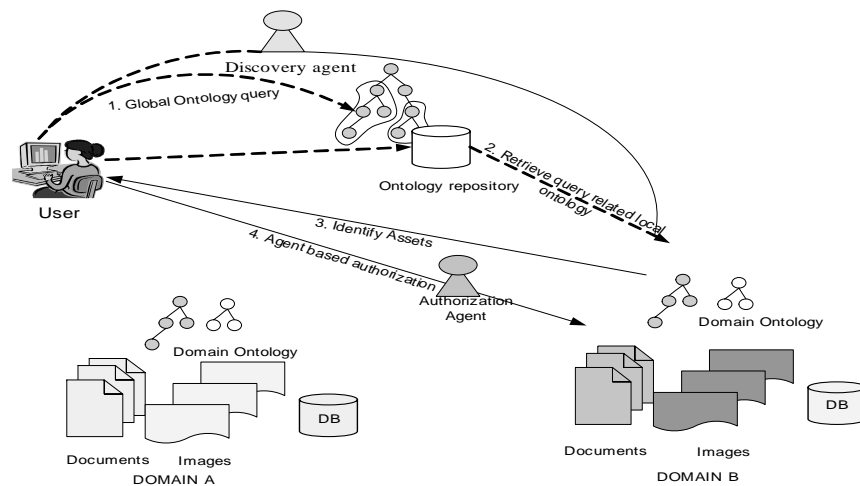 Discovery agent
1. Global Ontology query
Ontology repository
2. Retrieve query related local
ontology
User
3. Identify Assets
4. Agent based authorization
Authorization
Agent
Domain Ontology
Domain Ontology
DB
DB
Documents
Images
DOMAIN A
Documents
Images
DOMAIN B